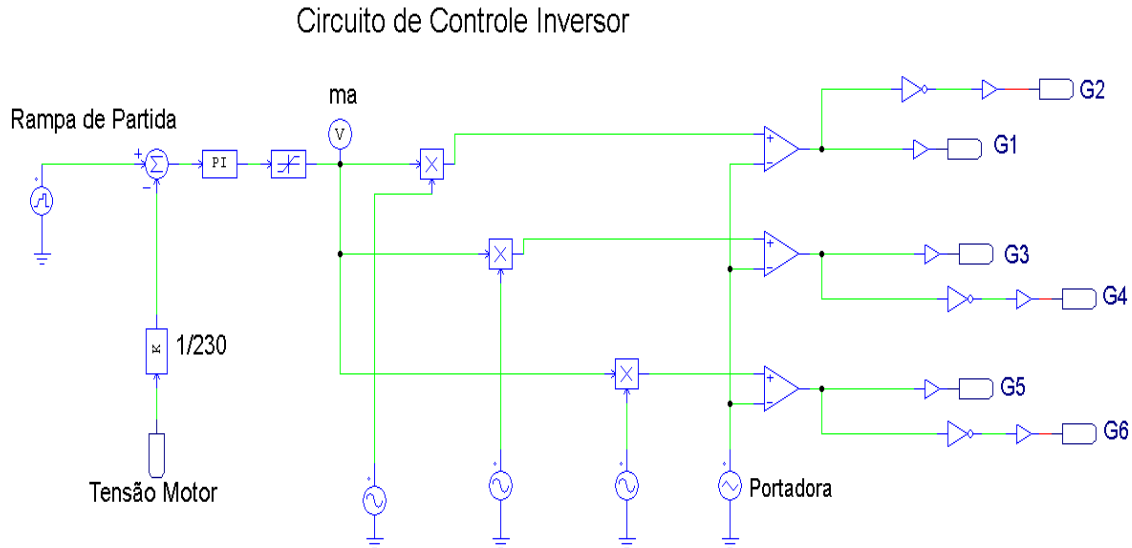 Circuito de Controle Inversor
ma
Rampa de Partida
V
G2
G1
+
Σ
−
PI
X
+
−
X
+
−
G3
G4
K
1/230
X
+
−
G5
G6
Tensão Motor
Portadora